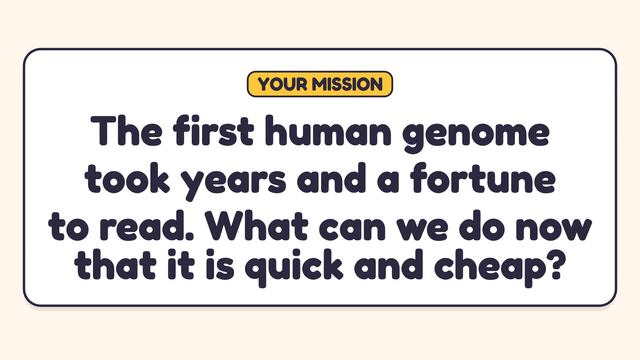 YOUR MISSION
The first human genome
took years and a fortune
to read. What can we do now
that it is quick and cheap?